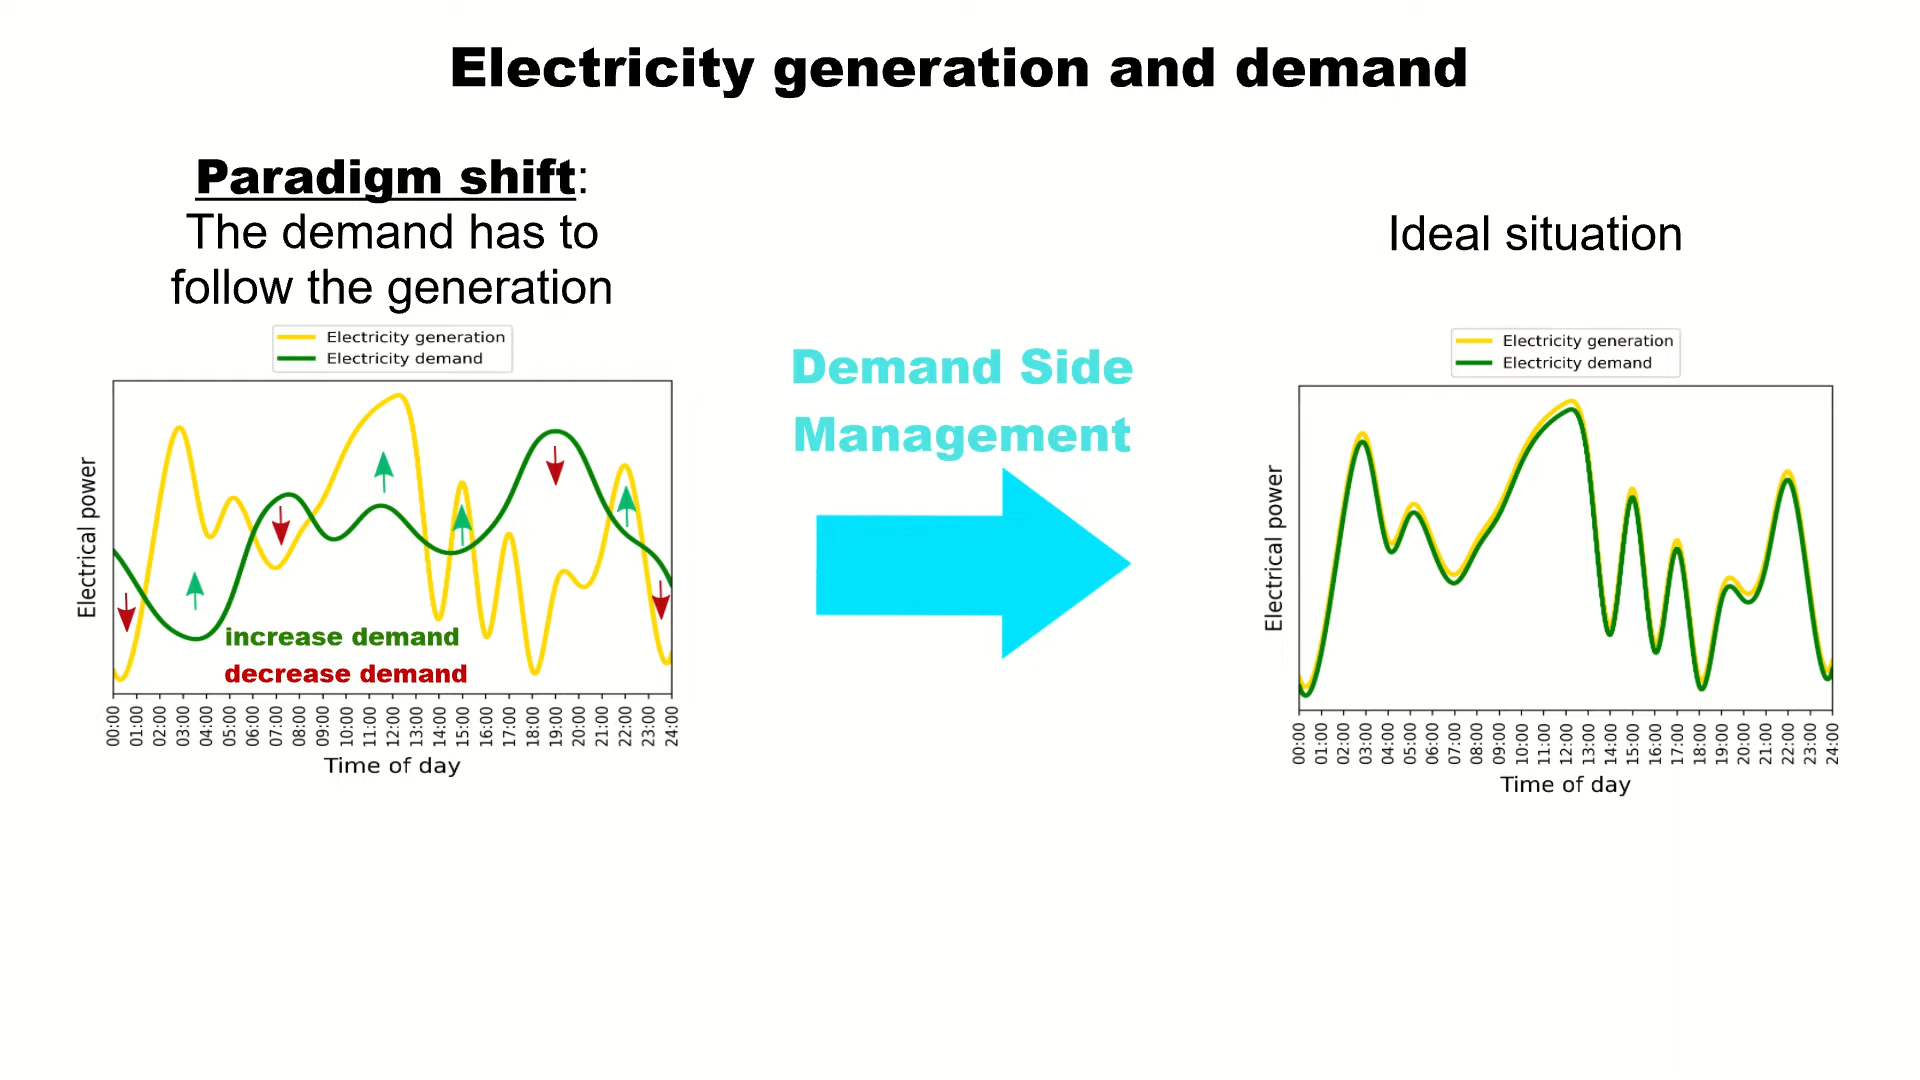 Electricity generation and demand
Paradigm shift:
The demand has to
follow the generation
Electricity generation
Electricity demand
Electrical power
increase demand
decrease demand
00:00 01:00 02:00 03:00 04:00 05:00 06:00 07:00 08:00 09:00 10:00 11:00 12:00 13:00 14:00 15:00 16:00 17:00 18:00 19:00 20:00 21:00 22:00 23:00 24:00
Time of day
Demand Side
Management
Ideal situation
Electricity generation
Electricity demand
Electrical power
00:00 01:00 02:00 03:00 04:00 05:00 06:00 07:00 08:00 09:00 10:00 11:00 12:00 13:00 14:00 15:00 16:00 17:00 18:00 19:00 20:00 21:00 22:00 23:00 24:00
Time of day